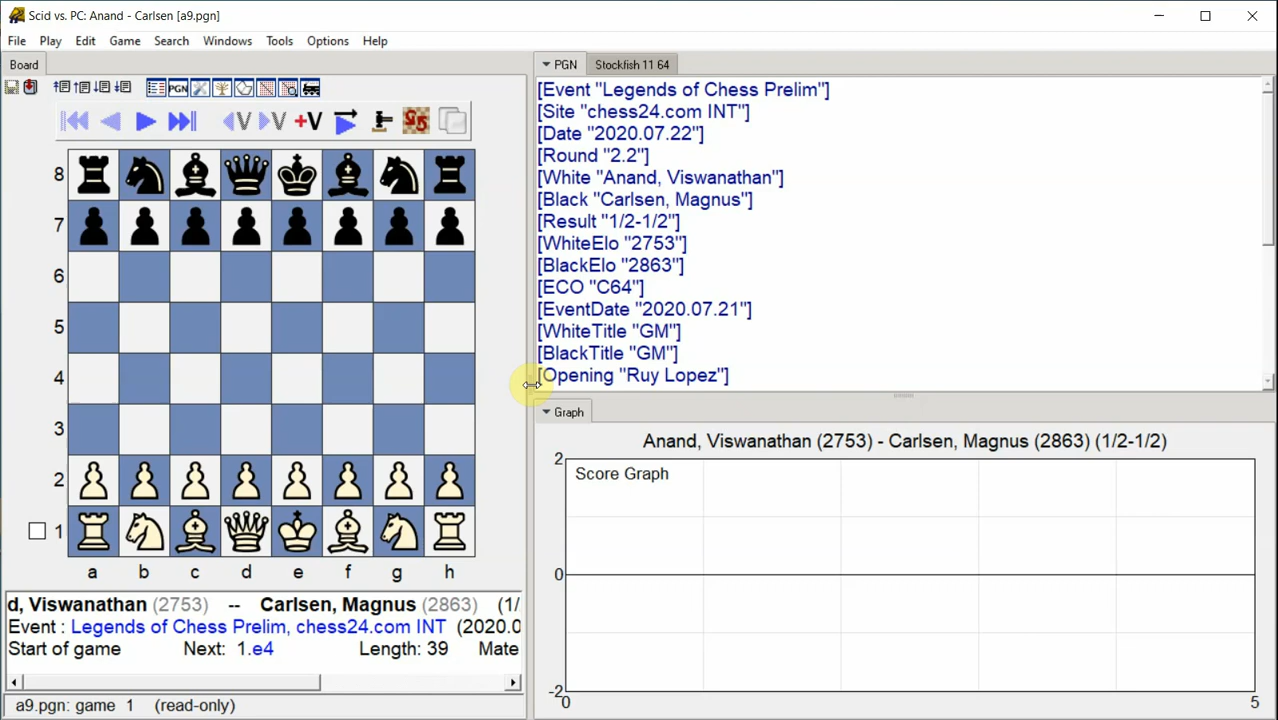 Scid vs. PC: Anand - Carlsen [a9.pgn]
File Play Edit Game Search Windows Tools Options Help
Board
PGN
V V +V
8
7
6
5
4
3
2
1
a b c d e f g h
d, Viswanathan (2753) -- Carlsen, Magnus (2863) (1/
Event : Legends of Chess Prelim, chess24.com INT (2020.0
Start of game Next: 1.e4 Length: 39 Mate
a9.pgn: game 1 (read-only)
PGN Stockfish 11 64
[Event "Legends of Chess Prelim"]
[Site "chess24.com INT"]
[Date "2020.07.22"]
[Round "2.2"]
[White "Anand, Viswanathan"]
[Black "Carlsen, Magnus"]
[Result "1/2-1/2"]
[WhiteElo "2753"]
[BlackElo "2863"]
[ECO "C64"]
[EventDate "2020.07.21"]
[WhiteTitle "GM"]
[BlackTitle "GM"]
[Opening "Ruy Lopez"]
Graph
Anand, Viswanathan (2753) - Carlsen, Magnus (2863) (1/2-1/2)
2
Score Graph
0
-2
0 5